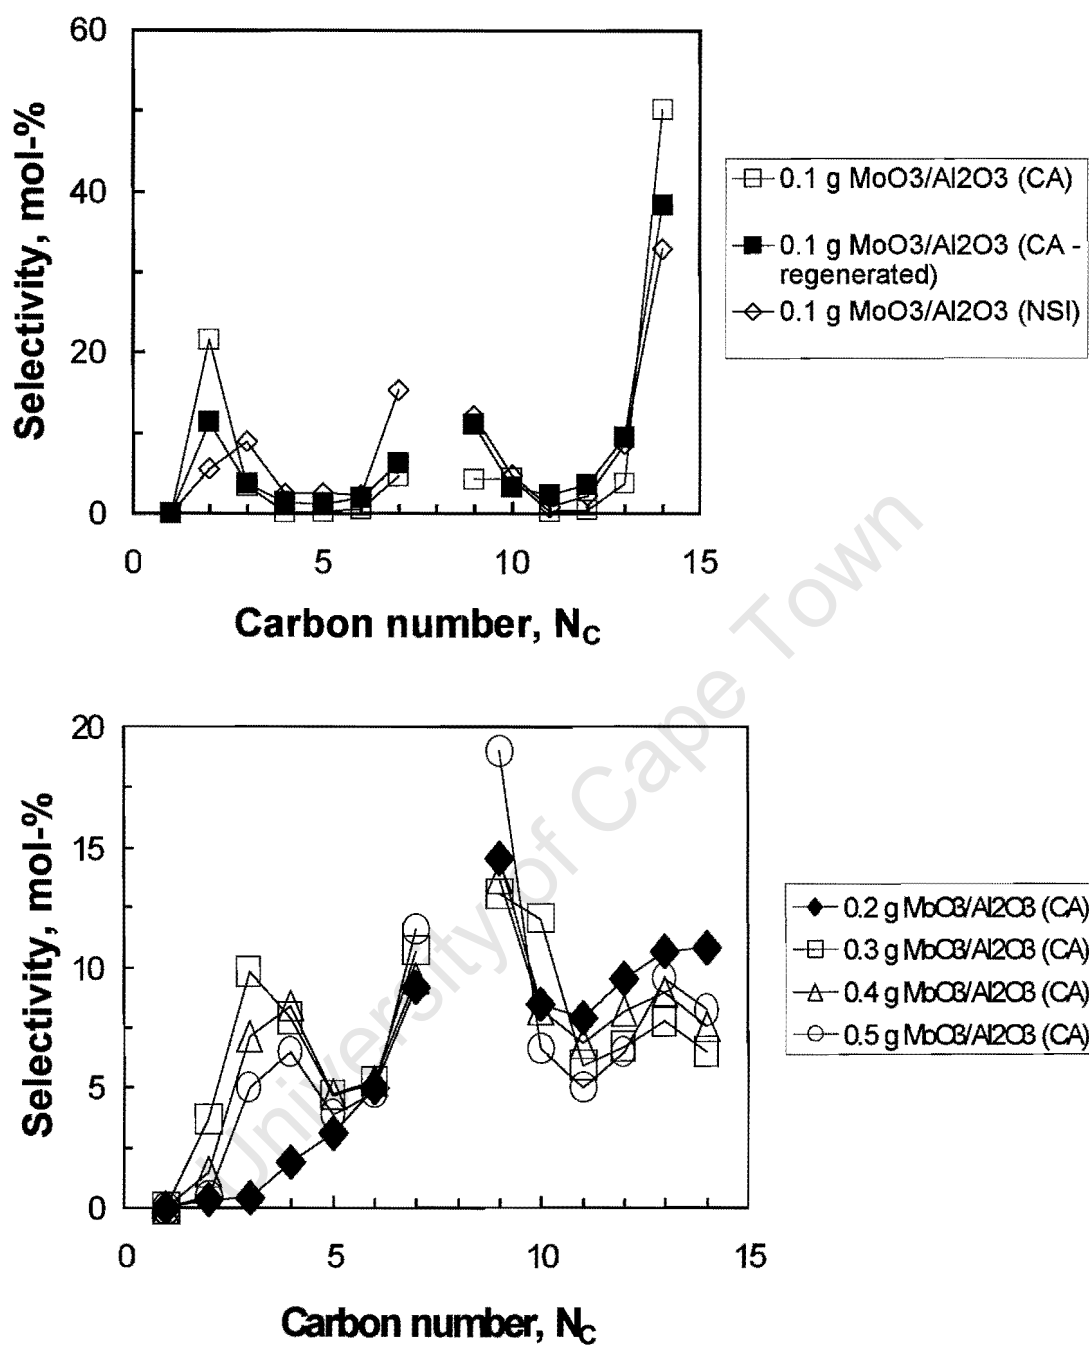 60
40
20
0
Selectivity, mol-%
0 5 10 15
Carbon number, NC
0.1 g MoO3/Al2O3 (CA)
0.1 g MoO3/Al2O3 (CA -
regenerated)
0.1 g MoO3/Al2O3 (NSI)
University of Cape Town
20
15
10
5
0
Selectivity, mol-%
0 5 10 15
Carbon number, NC
0.2 g MoO3/Al2O3 (CA)
0.3 g MoO3/Al2O3 (CA)
0.4 g MoO3/Al2O3 (CA)
0.5 g MoO3/Al2O3 (CA)